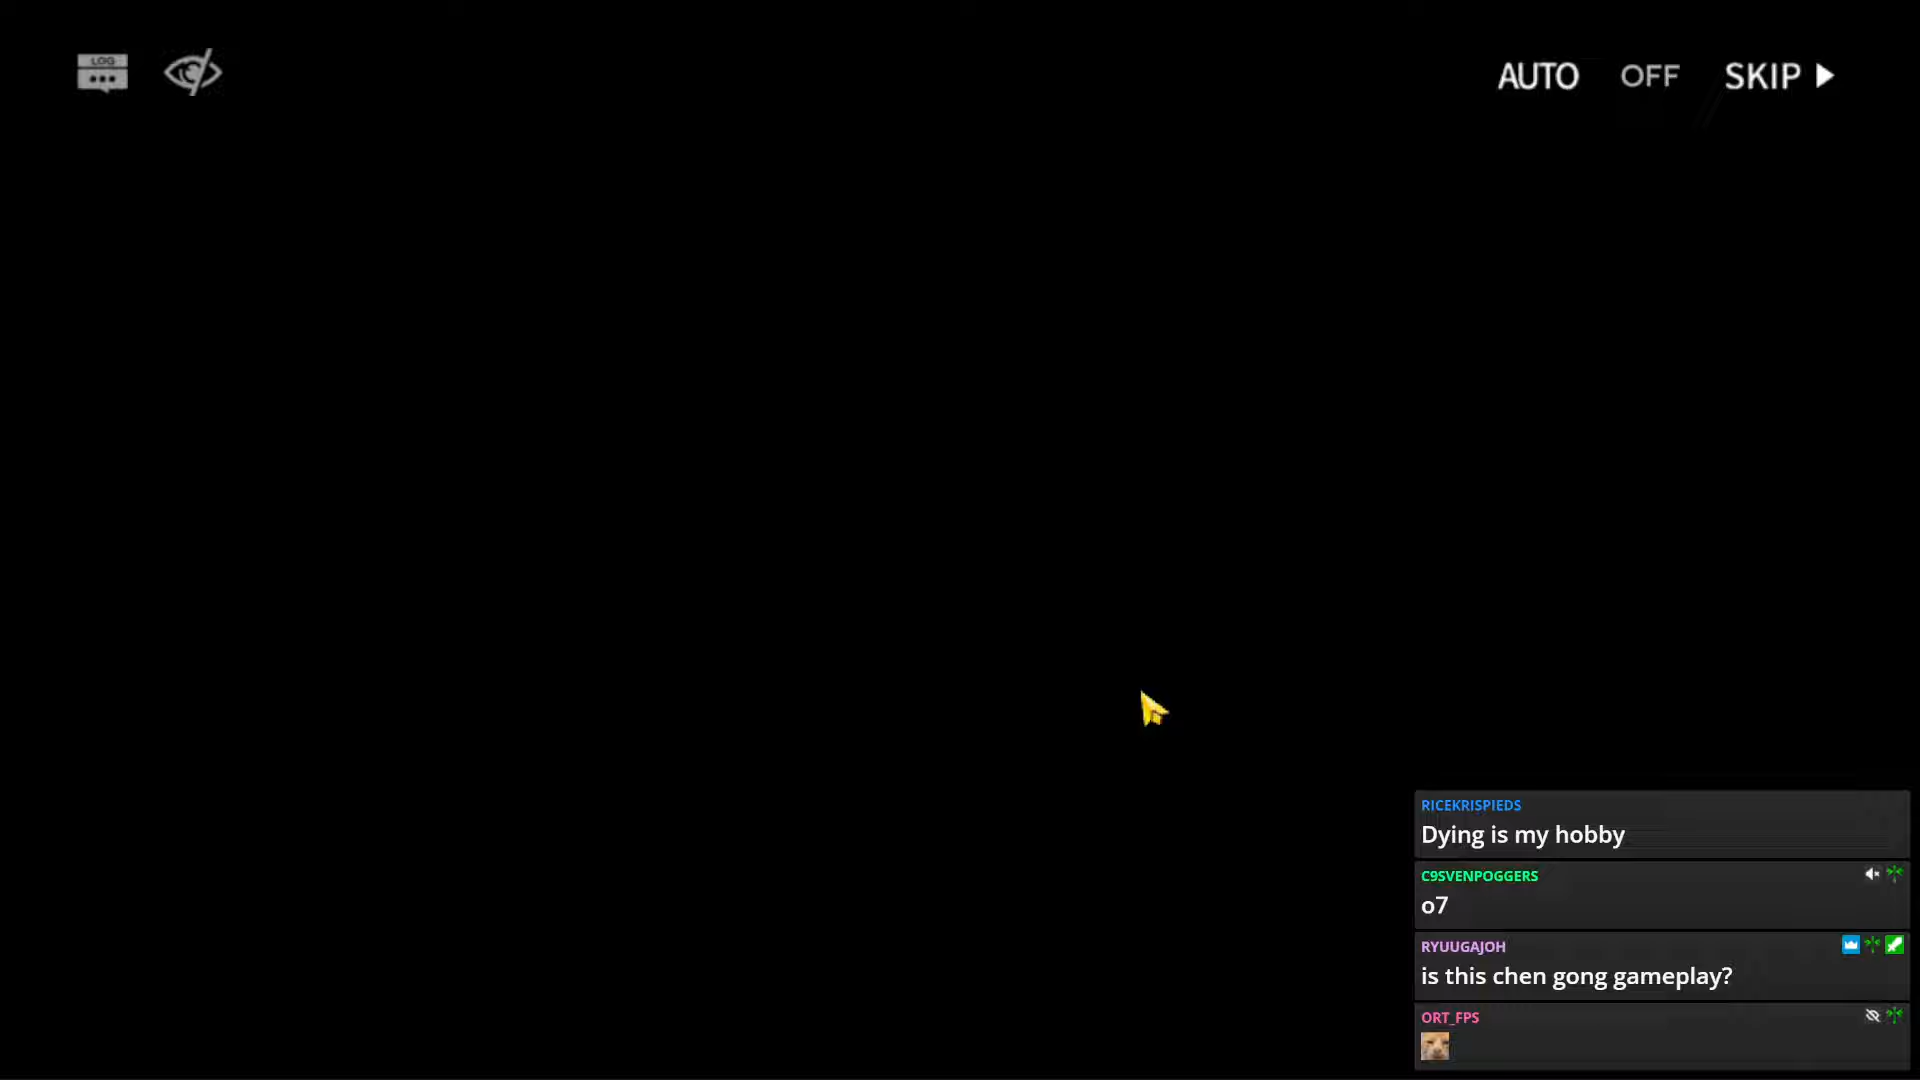 LOG
AUTO OFF SKIP
RICEKRISPIEDS
Dying is my hobby
C9SVENPOGGERS
o7
RYUUGAJOH
is this chen gong gameplay?
ORT_FPS